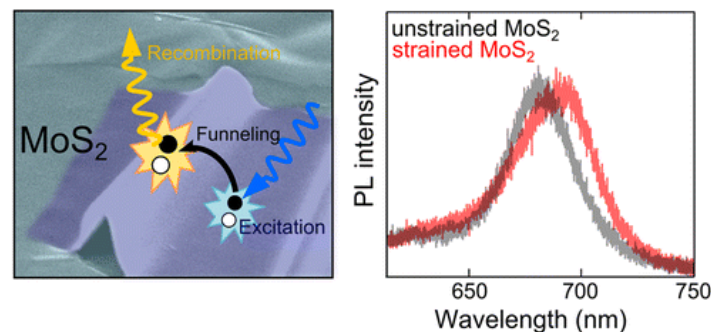 Recombination
MoS₂
Funneling
Excitation
unstrained MoS₂
strained MoS₂
PL intensity
650
700
750
Wavelength (nm)